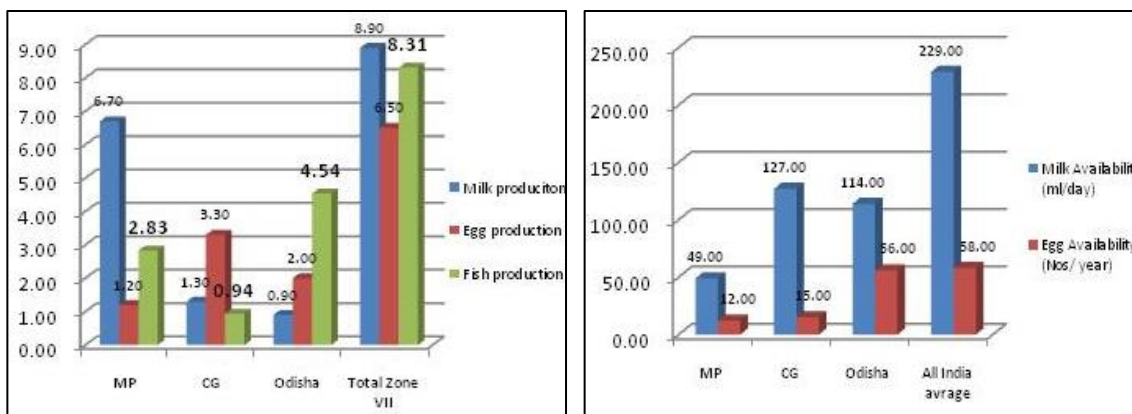 8.90
8.31
9.00
8.00
6.70
6.50
7.00
6.00
4.54
5.00
4.00
3.30
2.83
3.00
2.00
2.00
1.20
1.30
0.94
0.90
1.00
0.00
MP
CG
Odisha
Total Zone
VII
Milk produciton
Egg production
Fish production
229.00
250.00
200.00
150.00
127.00
114.00
100.00
49.00
56.00
58.00
50.00
12.00
15.00
0.00
MP
CG
Odisha
All India
avrage
Milk Availabilit
(ml/day)
Egg Availability
(Nos/ year)